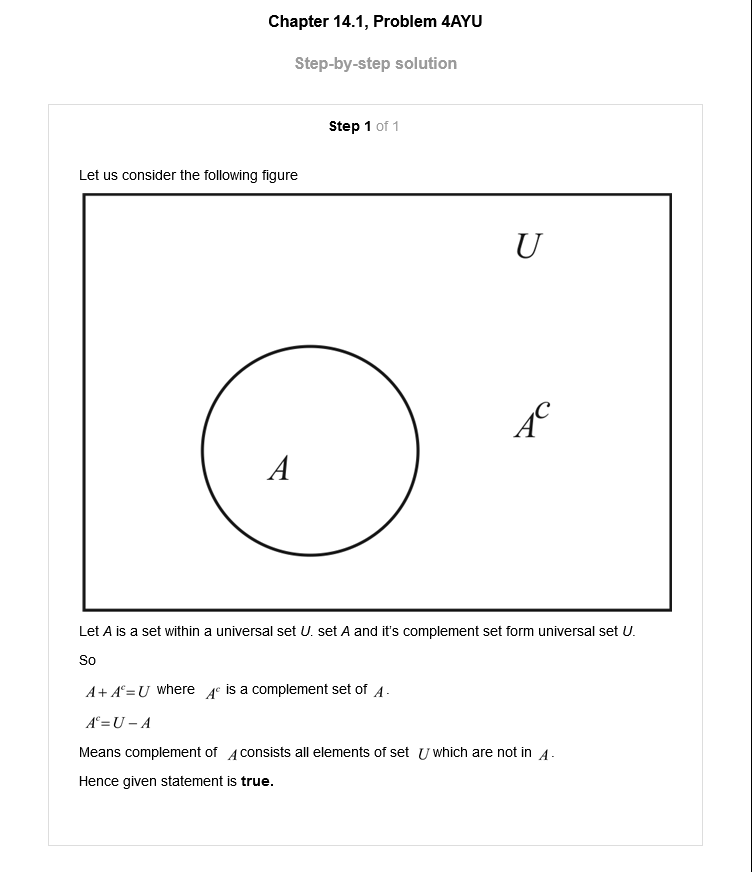 Chapter 14.1, Problem 4AYU
Step-by-step solution
Step 1 of 1
Let us consider the following figure
U
A^C
A
Let A is a set within a universal set U. set A and it's complement set form universal set U.
So
A + A^c = U where A^c is a complement set of A.
A^c = U − A
Means complement of A consists all elements of set U which are not in A.
Hence given statement is true.